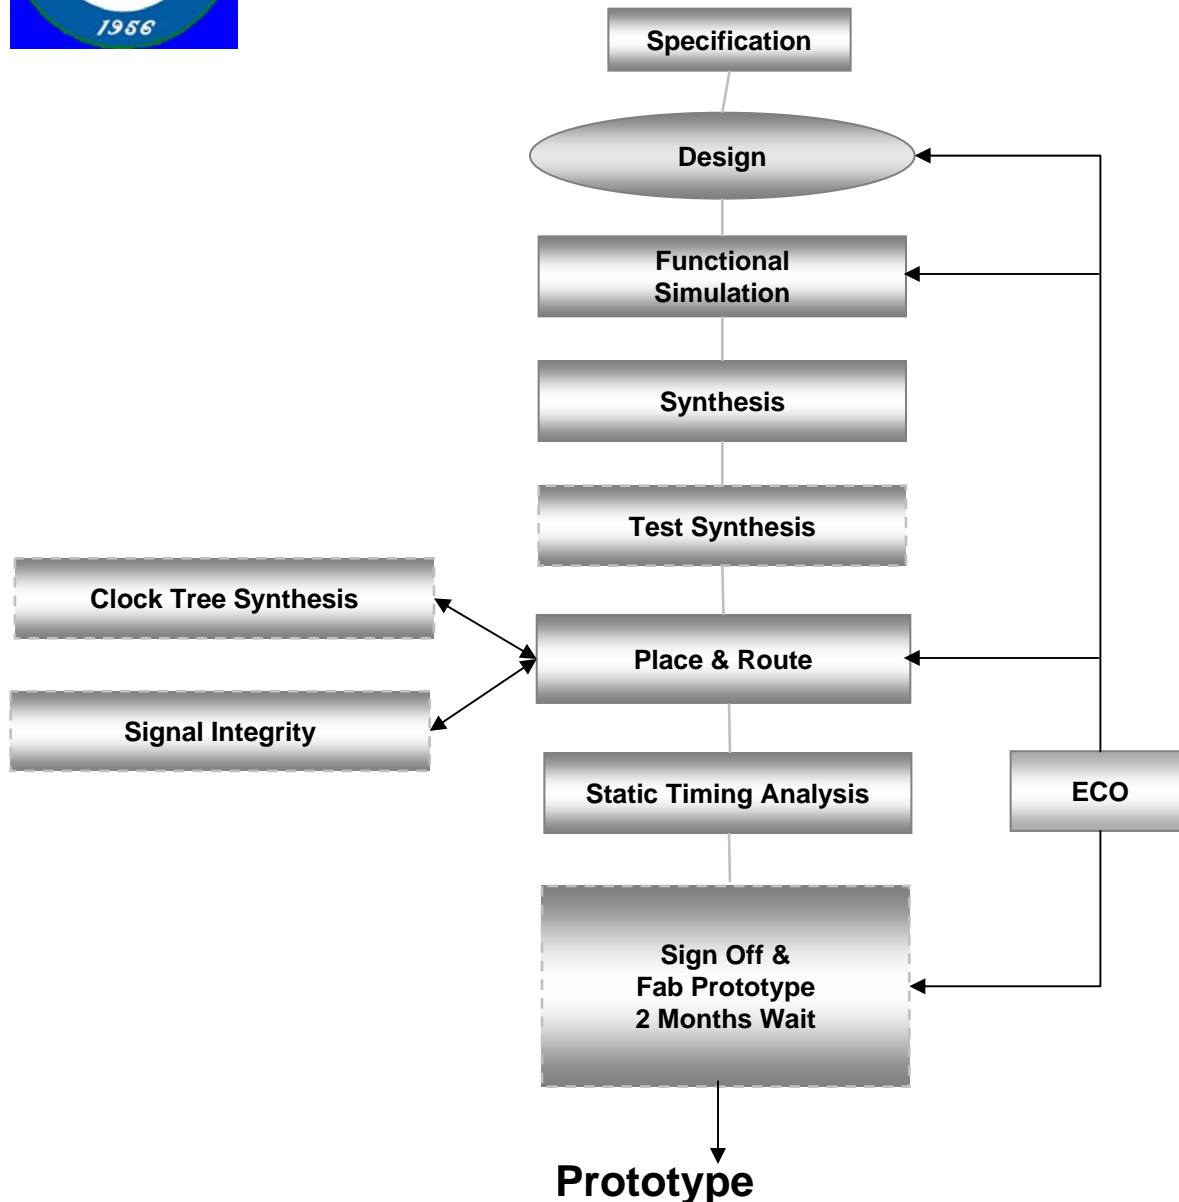 1956
Specification
Design
Functional
Simulation
Synthesis
Test Synthesis
Clock Tree Synthesis
Place & Route
Signal Integrity
Static Timing Analysis
ECO
Sign Off &
Fab Prototype
2 Months Wait
Prototype